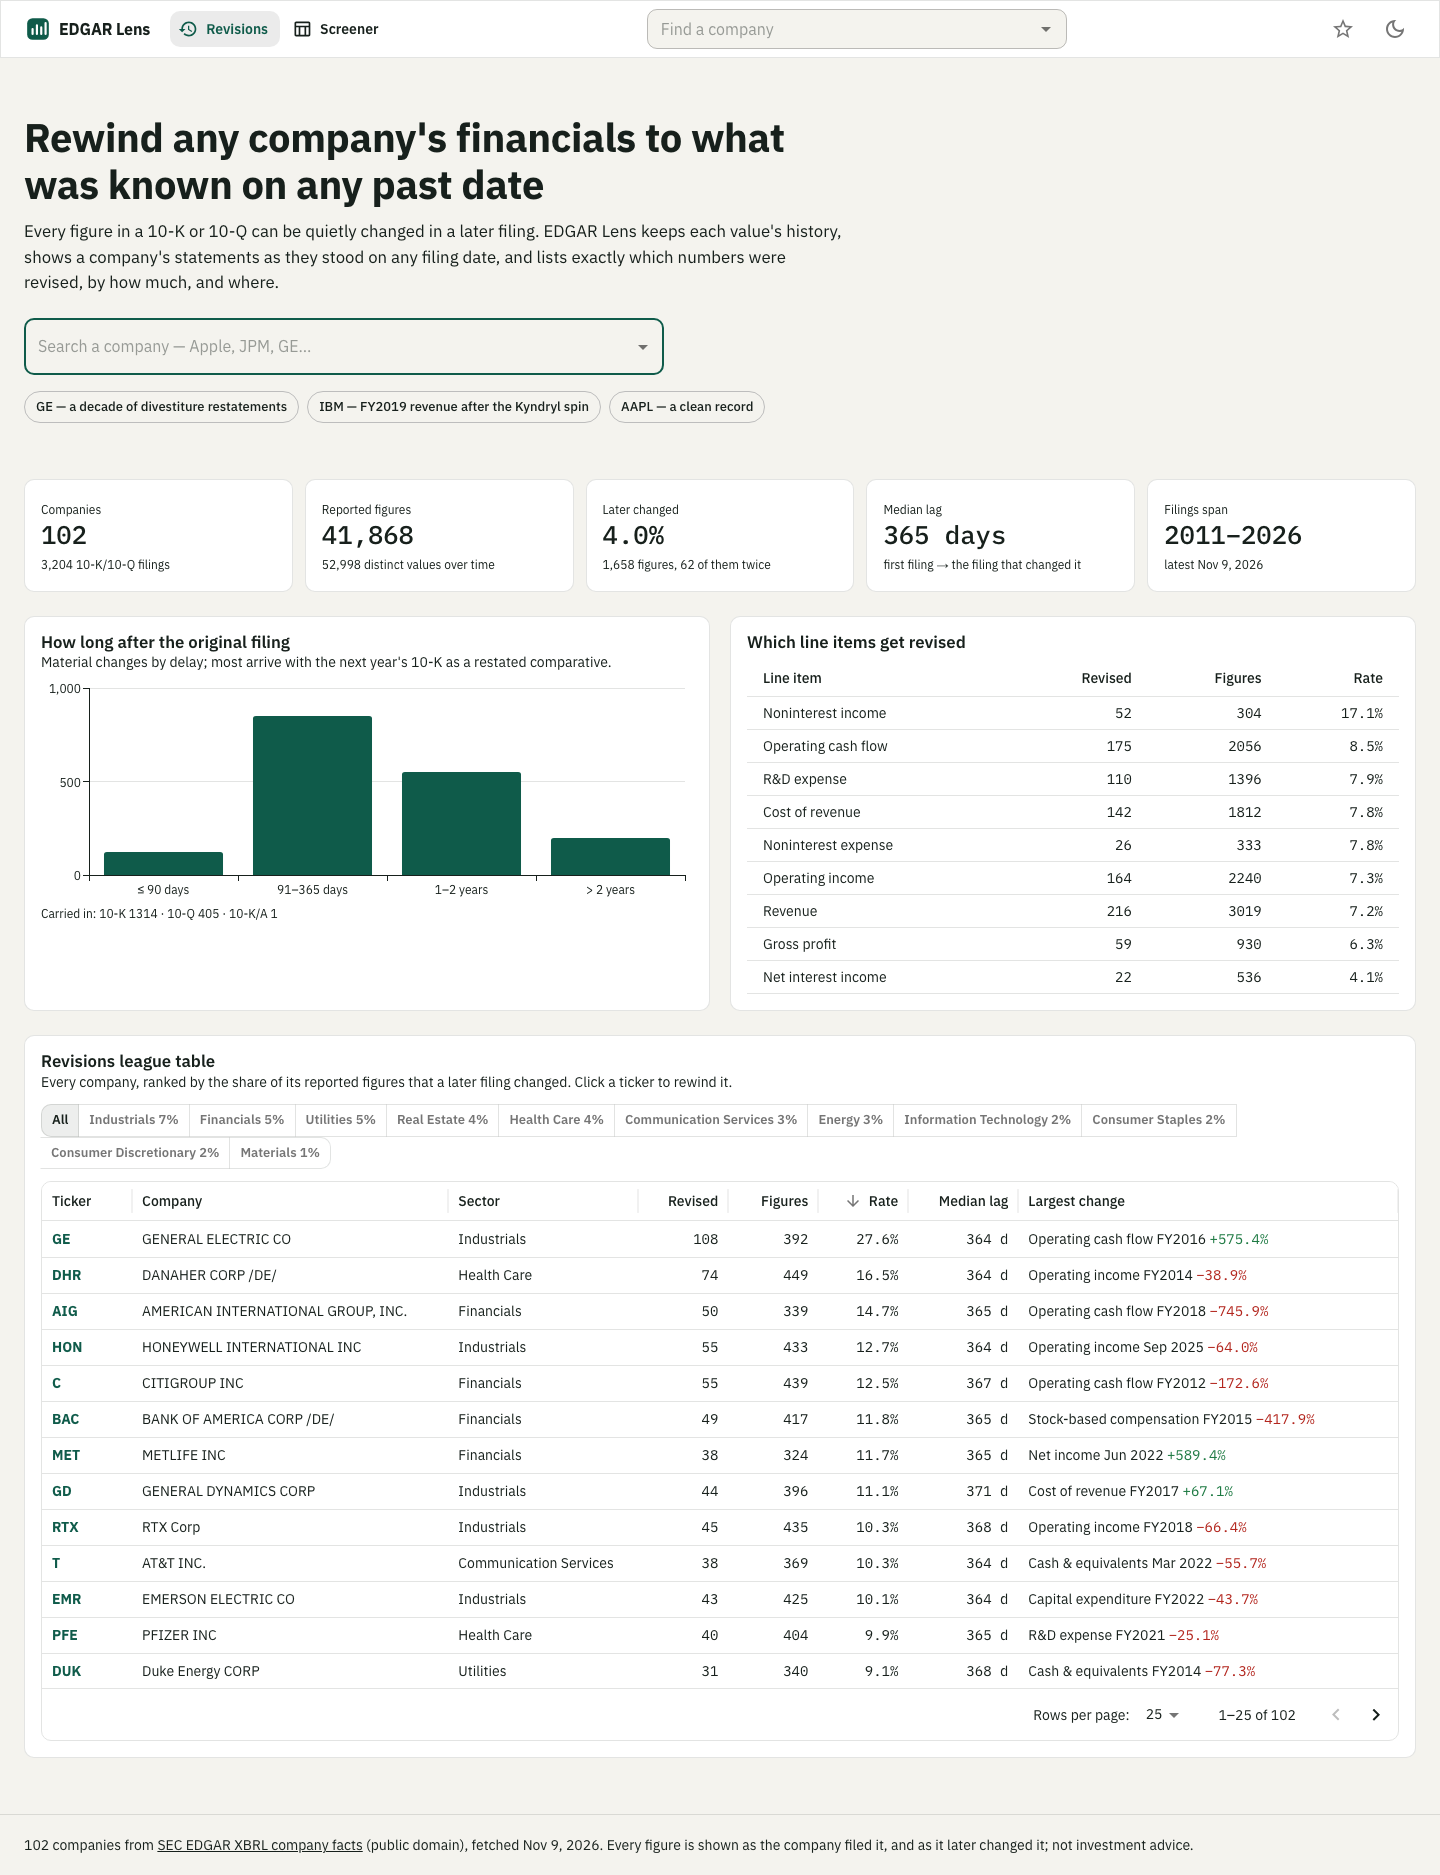 EDGAR Lens Revisions Screener Find a company
Rewind any company's financials to what
was known on any past date
Every figure in a 10-K or 10-Q can be quietly changed in a later filing. EDGAR Lens keeps each value's history,
shows a company's statements as they stood on any filing date, and lists exactly which numbers were
revised, by how much, and where.
Search a company — Apple, JPM, GE...
GE — a decade of divestiture restatements IBM — FY2019 revenue after the Kyndryl spin AAPL — a clean record
Companies
102
3,204 10-K/10-Q filings
Reported figures
41,868
52,998 distinct values over time
Later changed
4.0%
1,658 figures, 62 of them twice
Median lag
365 days
first filing → the filing that changed it
Filings span
2011–2026
latest Nov 9, 2026
How long after the original filing
Material changes by delay; most arrive with the next year's 10-K as a restated comparative.
1,000
500
0
≤ 90 days 91–365 days 1–2 years > 2 years
Carried in: 10-K 1314 · 10-Q 405 · 10-K/A 1
Which line items get revised
Line item Revised Figures Rate
Noninterest income 52 304 17.1%
Operating cash flow 175 2056 8.5%
R&D expense 110 1396 7.9%
Cost of revenue 142 1812 7.8%
Noninterest expense 26 333 7.8%
Operating income 164 2240 7.3%
Revenue 216 3019 7.2%
Gross profit 59 930 6.3%
Net interest income 22 536 4.1%
Revisions league table
Every company, ranked by the share of its reported figures that a later filing changed. Click a ticker to rewind it.
All Industrials 7% Financials 5% Utilities 5% Real Estate 4% Health Care 4% Communication Services 3% Energy 3% Information Technology 2% Consumer Staples 2%
Consumer Discretionary 2% Materials 1%
Ticker Company Sector Revised Figures ↓ Rate Median lag Largest change
GE GENERAL ELECTRIC CO Industrials 108 392 27.6% 364 d Operating cash flow FY2016 +575.4%
DHR DANAHER CORP /DE/ Health Care 74 449 16.5% 364 d Operating income FY2014 −38.9%
AIG AMERICAN INTERNATIONAL GROUP, INC. Financials 50 339 14.7% 365 d Operating cash flow FY2018 −745.9%
HON HONEYWELL INTERNATIONAL INC Industrials 55 433 12.7% 364 d Operating income Sep 2025 −64.0%
C CITIGROUP INC Financials 55 439 12.5% 367 d Operating cash flow FY2012 −172.6%
BAC BANK OF AMERICA CORP /DE/ Financials 49 417 11.8% 365 d Stock-based compensation FY2015 −417.9%
MET METLIFE INC Financials 38 324 11.7% 365 d Net income Jun 2022 +589.4%
GD GENERAL DYNAMICS CORP Industrials 44 396 11.1% 371 d Cost of revenue FY2017 +67.1%
RTX RTX Corp Industrials 45 435 10.3% 368 d Operating income FY2018 −66.4%
T AT&T INC. Communication Services 38 369 10.3% 364 d Cash & equivalents Mar 2022 −55.7%
EMR EMERSON ELECTRIC CO Industrials 43 425 10.1% 364 d Capital expenditure FY2022 −43.7%
PFE PFIZER INC Health Care 40 404 9.9% 365 d R&D expense FY2021 −25.1%
DUK Duke Energy CORP Utilities 31 340 9.1% 368 d Cash & equivalents FY2014 −77.3%
Rows per page: 25 1–25 of 102
102 companies from SEC EDGAR XBRL company facts (public domain), fetched Nov 9, 2026. Every figure is shown as the company filed it, and as it later changed it; not investment advice.